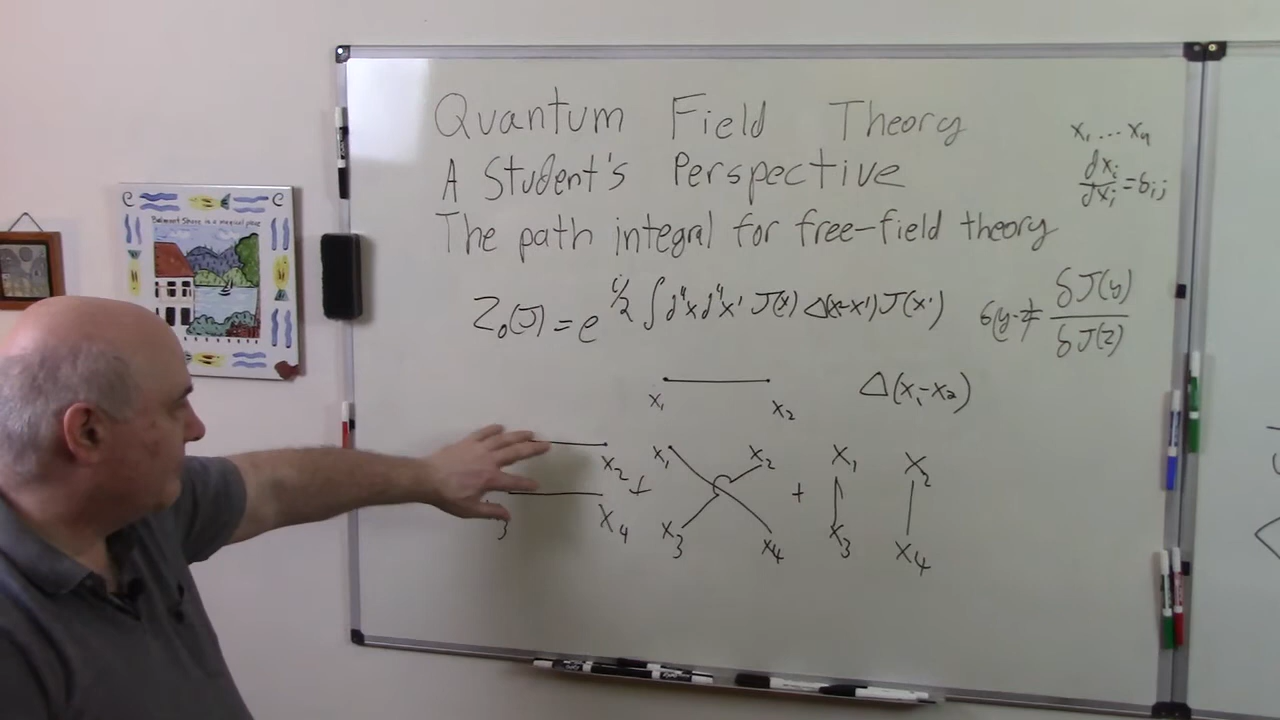 Quantum Field Theory
A Student's Perspective
The path integral for free-field theory
x₁ ... x₄
dxᵢ/dxⱼ = δᵢⱼ
Z₀(J) = e^{i/2 ∫d⁴x d⁴x' J(x) Δ(x-x') J(x')}
δ(y-z) = δJ(y)/δJ(z)
x₁ x₂
Δ(x₁-x₂)
x₂ + x₁ x₂ + x₁ x₂
3 x₄ x₃ x₄ x₃ x₄
Belmont Shore is a magical place